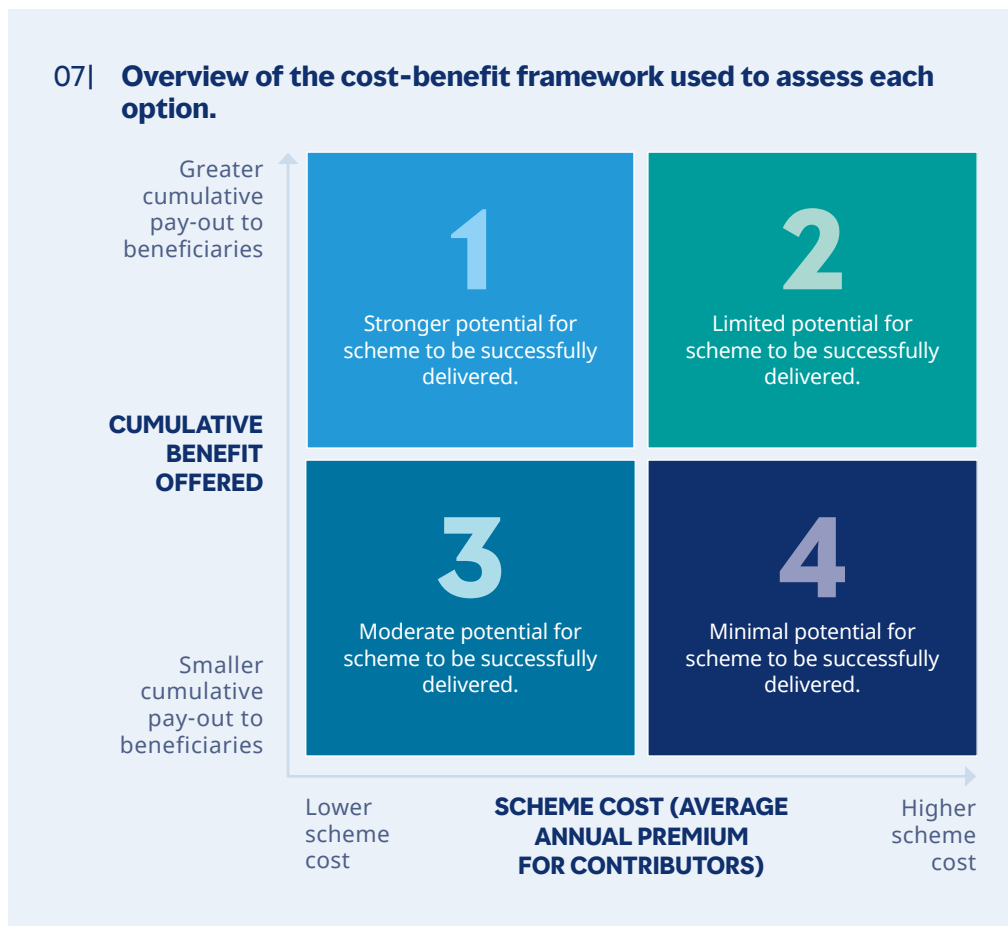 07| Overview of the cost-benefit framework used to assess each
option.
Greater
cumulative
pay-out to
beneficiaries
CUMULATIVE
BENEFIT
OFFERED
Smaller
cumulative
pay-out to
beneficiaries
1
Stronger potential for
scheme to be successfully
delivered.
2
Limited potential for
scheme to be successfully
delivered.
3
Moderate potential for
scheme to be successfully
delivered.
4
Minimal potential for
scheme to be successfully
delivered.
Lower
scheme
cost
SCHEME COST (AVERAGE
ANNUAL PREMIUM
FOR CONTRIBUTORS)
Higher
scheme
cost